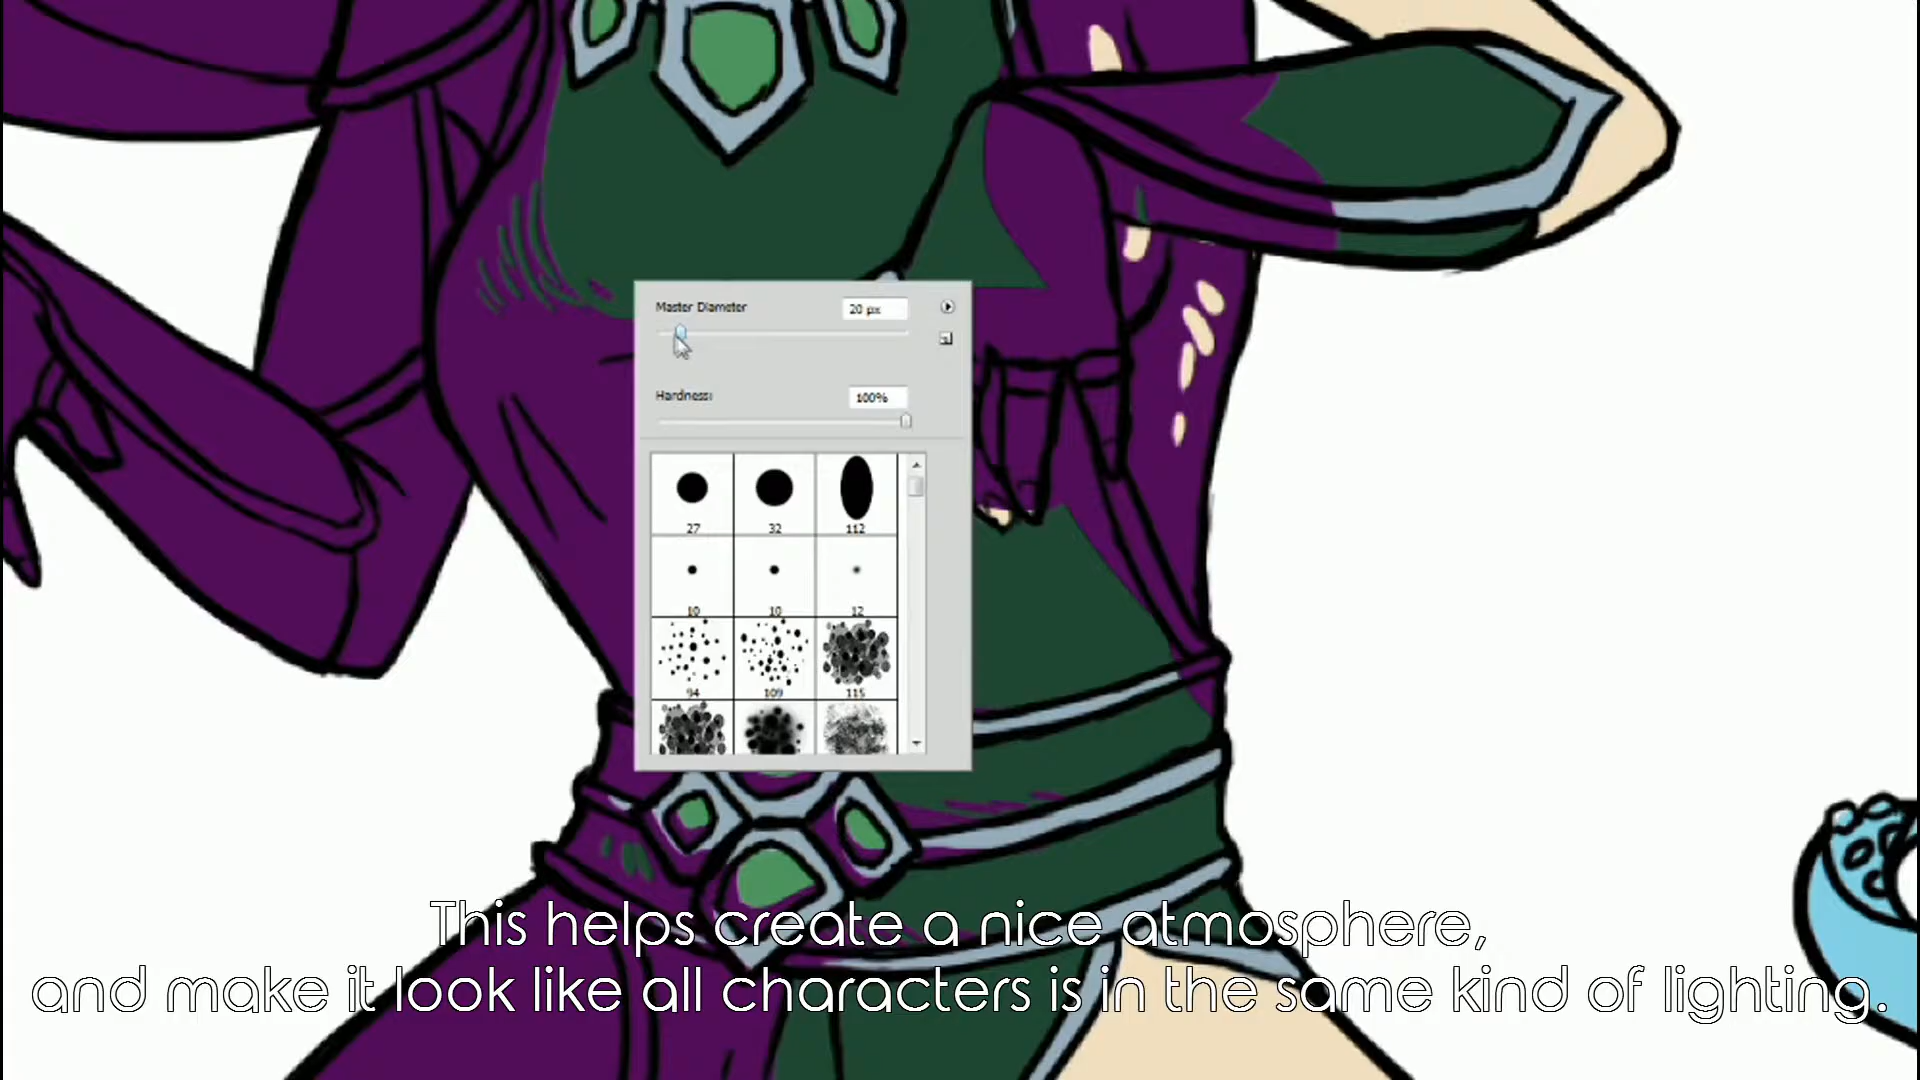 Master Diameter 20 px
Hardness: 100%
27 32 112
10 10 12
94 109 115
This helps create a nice atmosphere,
and make it look like all characters is in the same kind of lighting.